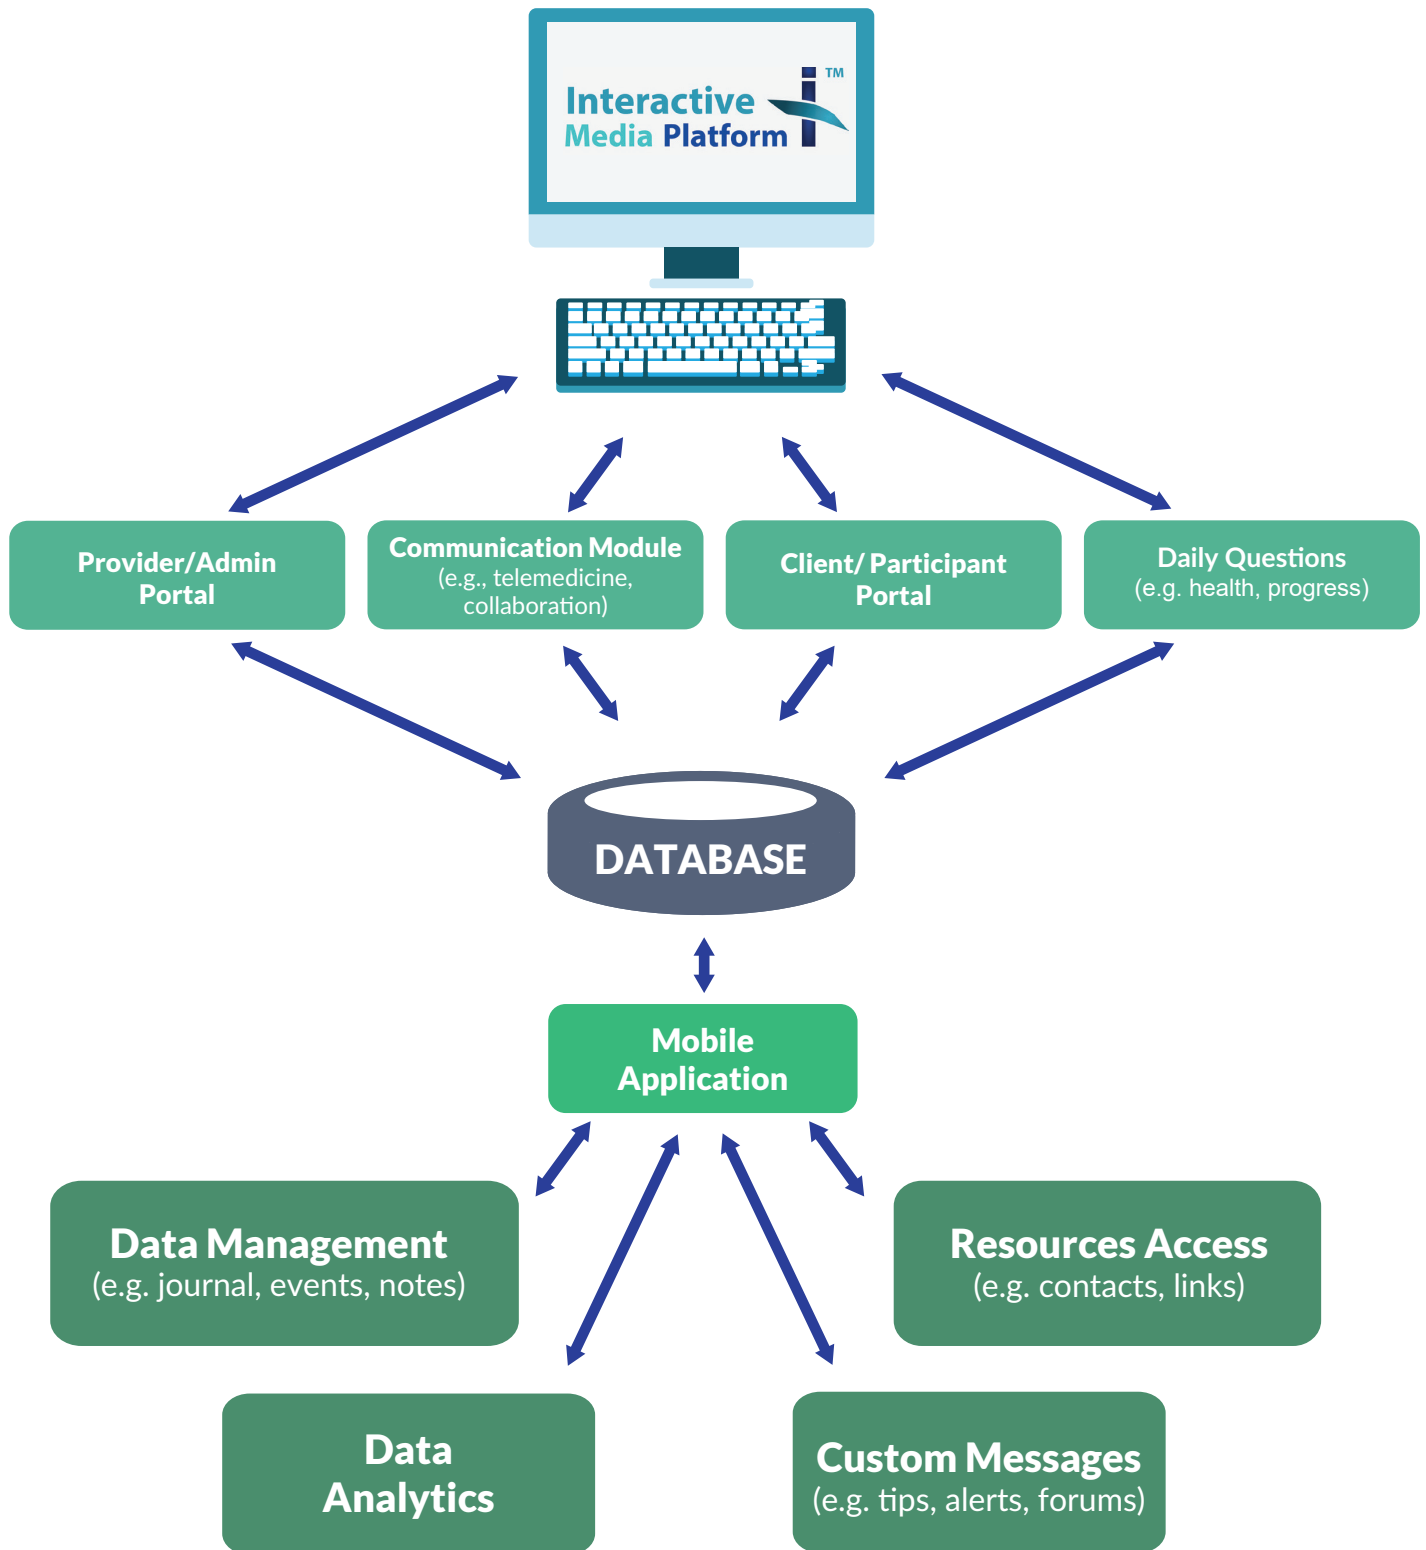 Interactive
Media Platform
TM
Provider/Admin
Portal
Communication Module
(e.g., telemedicine,
collaboration)
Client/ Participant
Portal
Daily Questions
(e.g. health, progress)
DATABASE
Mobile
Application
Data Management
(e.g. journal, events, notes)
Resources Access
(e.g. contacts, links)
Data
Analytics
Custom Messages
(e.g. tips, alerts, forums)